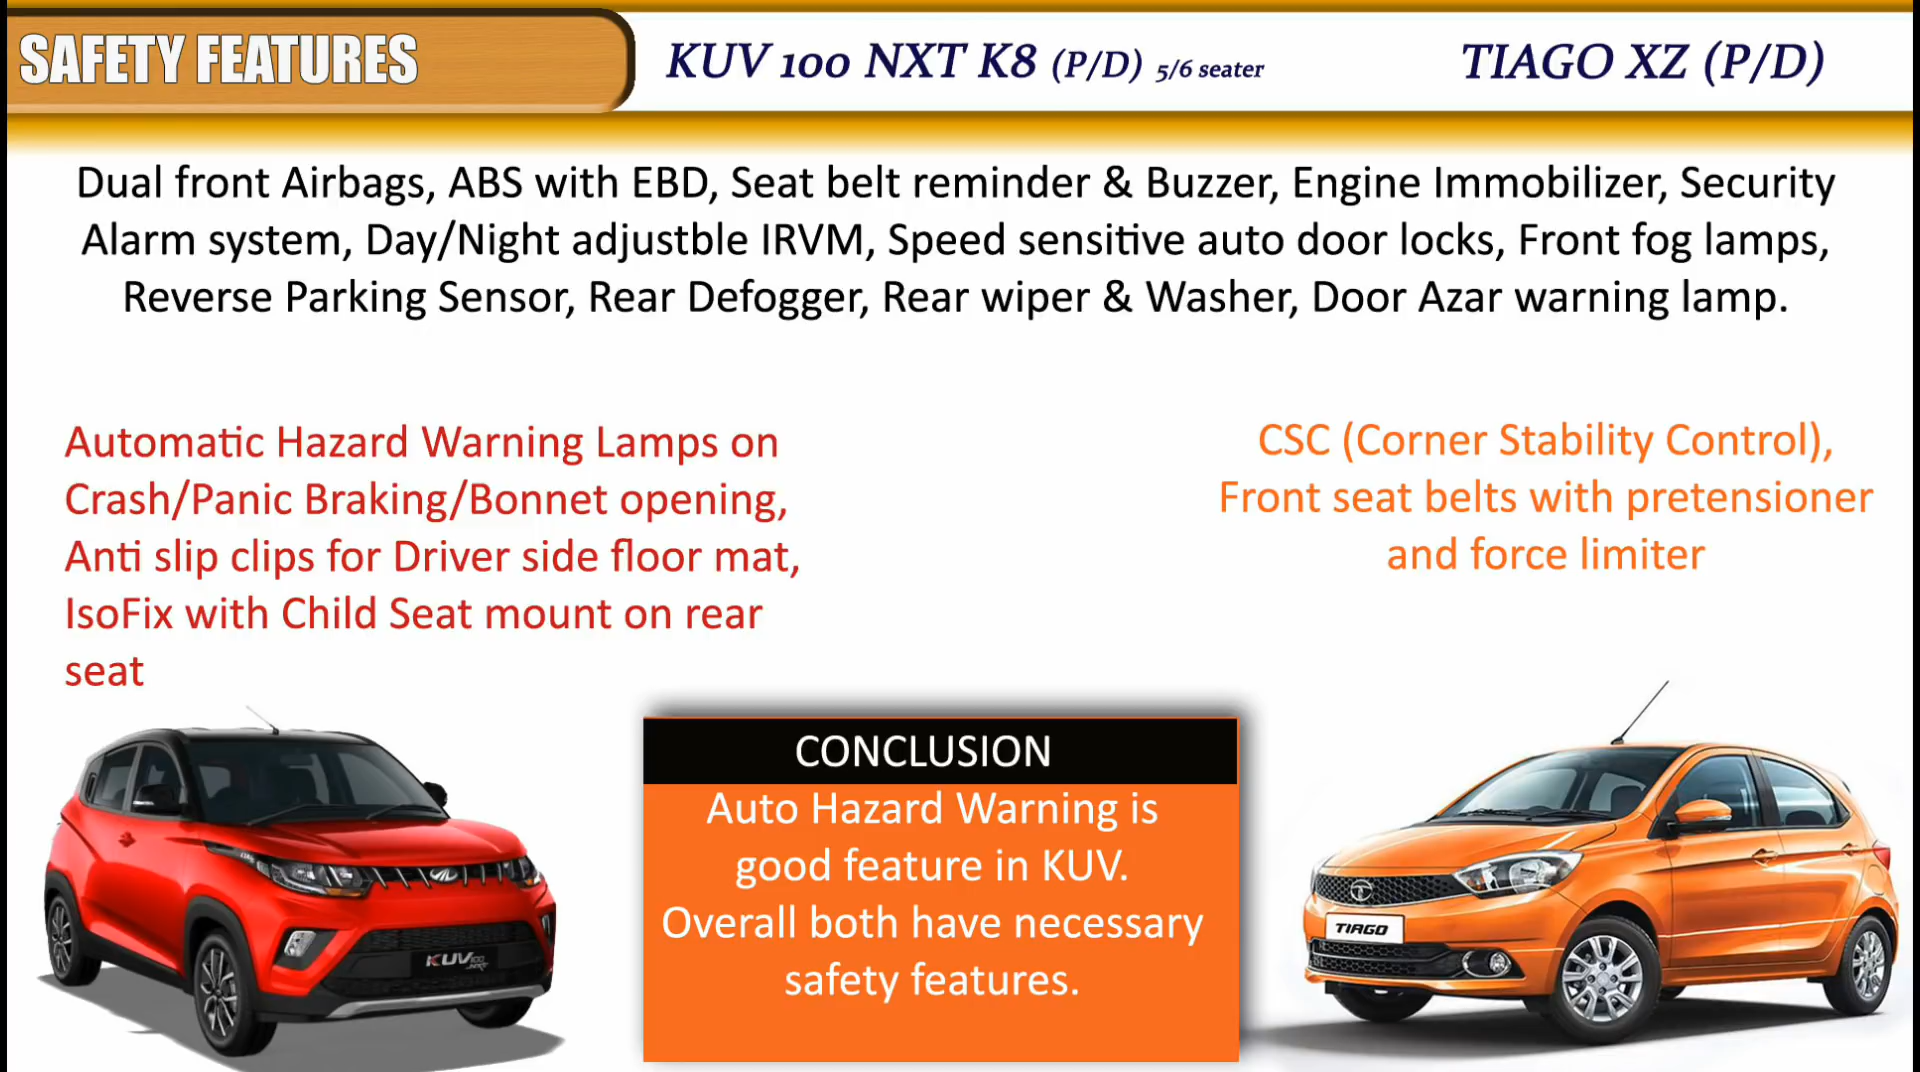 SAFETY FEATURES
KUV 100 NXT K8 (P/D) 5/6 seater
TIAGO XZ (P/D)
Dual front Airbags, ABS with EBD, Seat belt reminder & Buzzer, Engine Immobilizer, Security
Alarm system, Day/Night adjustble IRVM, Speed sensitive auto door locks, Front fog lamps,
Reverse Parking Sensor, Rear Defogger, Rear wiper & Washer, Door Azar warning lamp.
Automatic Hazard Warning Lamps on
Crash/Panic Braking/Bonnet opening,
Anti slip clips for Driver side floor mat,
IsoFix with Child Seat mount on rear
seat
CSC (Corner Stability Control),
Front seat belts with pretensioner
and force limiter
CONCLUSION
Auto Hazard Warning is
good feature in KUV.
Overall both have necessary
safety features.
KUV100
NXT
TIAGO